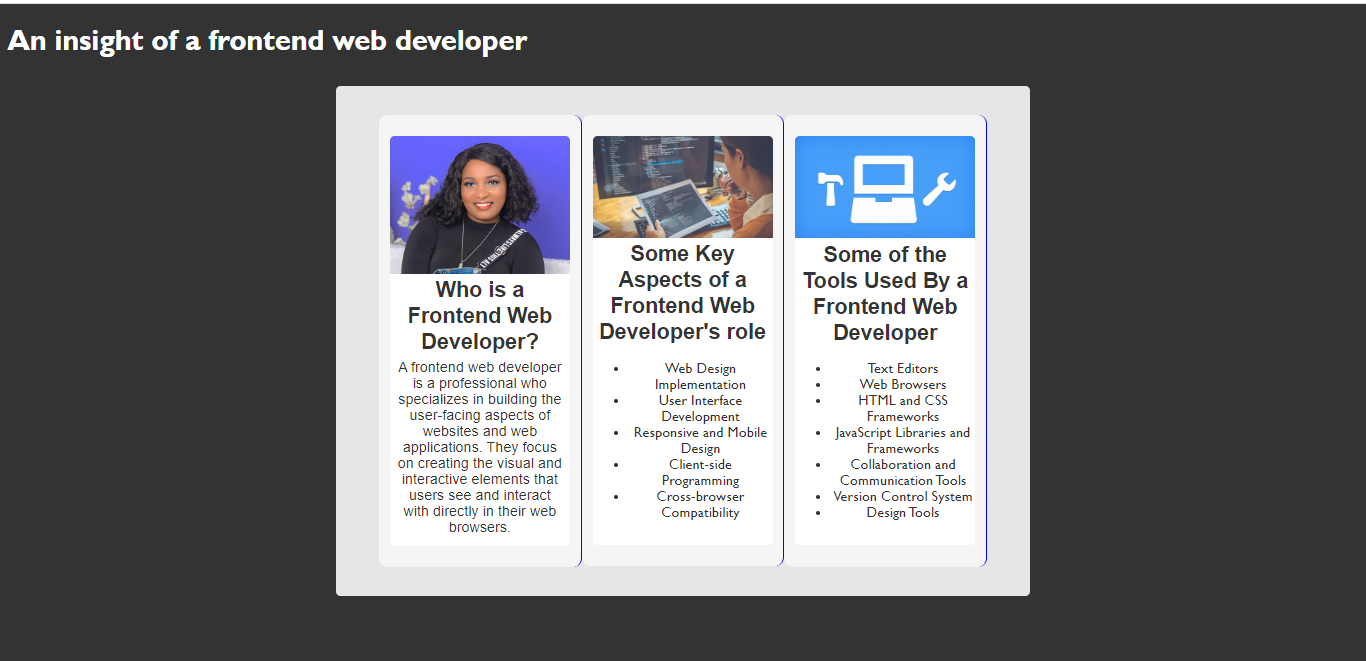 An insight of a frontend web developer
Who is a
Frontend Web
Developer?
A frontend web developer
is a professional who
specializes in building the
user-facing aspects of
websites and web
applications. They focus
on creating the visual and
interactive elements that
users see and interact
with directly in their web
browsers.
Some Key
Aspects of a
Frontend Web
Developer's role
Web Design
Implementation
User Interface
Development
Responsive and Mobile
Design
Client-side
Programming
Cross-browser
Compatibility
Some of the
Tools Used By a
Frontend Web
Developer
Text Editors
Web Browsers
HTML and CSS
Frameworks
JavaScript Libraries and
Frameworks
Collaboration and
Communication Tools
Version Control System
Design Tools